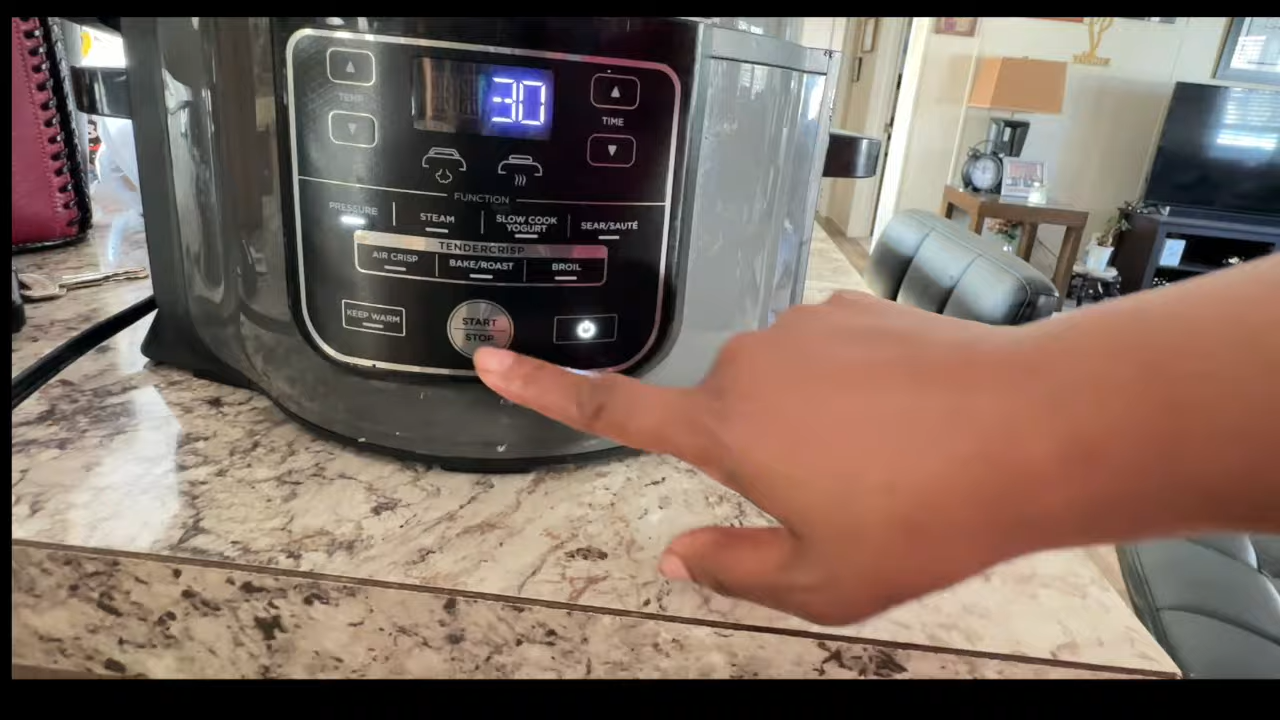 30
TEMP
TIME
FUNCTION
PRESSURE
STEAM
SLOW COOK
YOGURT
SEAR/SAUTÉ
TENDERCRISP
AIR CRISP
BAKE/ROAST
BROIL
KEEP WARM
START
STOP